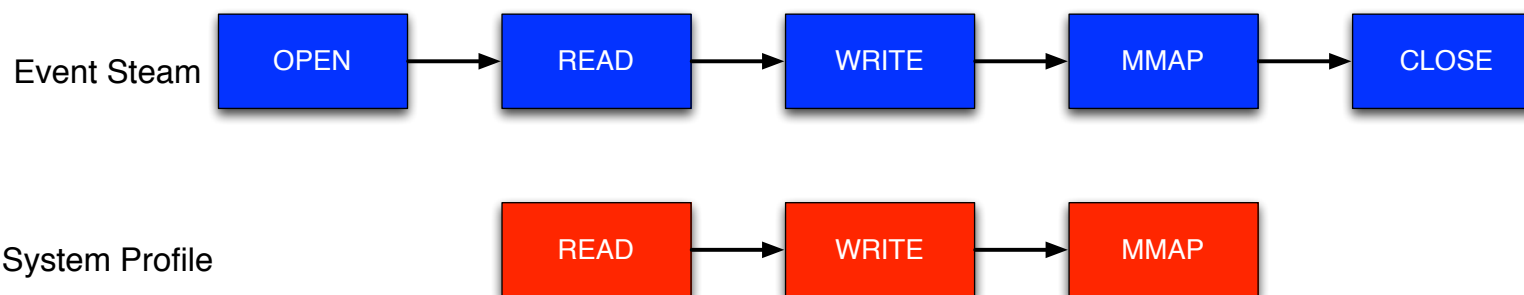 Event Steam OPEN READ WRITE MMAP CLOSE
System Profile READ WRITE MMAP